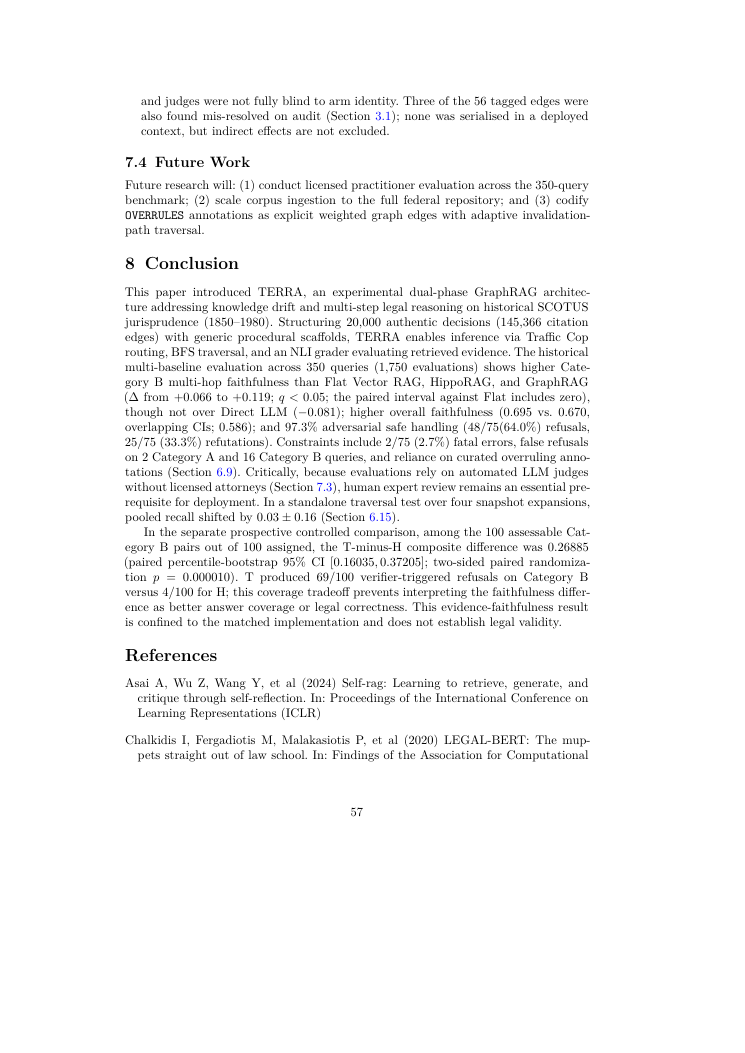 and judges were not fully blind to arm identity. Three of the 56 tagged edges were
also found mis-resolved on audit (Section 3.1); none was serialised in a deployed
context, but indirect effects are not excluded.
7.4 Future Work
Future research will: (1) conduct licensed practitioner evaluation across the 350-query
benchmark; (2) scale corpus ingestion to the full federal repository; and (3) codify
OVERRULES annotations as explicit weighted graph edges with adaptive invalidation-
path traversal.
8 Conclusion
This paper introduced TERRA, an experimental dual-phase GraphRAG architec-
ture addressing knowledge drift and multi-step legal reasoning on historical SCOTUS
jurisprudence (1850–1980). Structuring 20,000 authentic decisions (145,366 citation
edges) with generic procedural scaffolds, TERRA enables inference via Traffic Cop
routing, BFS traversal, and an NLI grader evaluating retrieved evidence. The historical
multi-baseline evaluation across 350 queries (1,750 evaluations) shows higher Cate-
gory B multi-hop faithfulness than Flat Vector RAG, HippoRAG, and GraphRAG
(Δ from +0.066 to +0.119; q < 0.05; the paired interval against Flat includes zero),
though not over Direct LLM (−0.081); higher overall faithfulness (0.695 vs. 0.670,
overlapping CIs; 0.586); and 97.3% adversarial safe handling (48/75(64.0%) refusals,
25/75 (33.3%) refutations). Constraints include 2/75 (2.7%) fatal errors, false refusals
on 2 Category A and 16 Category B queries, and reliance on curated overruling anno-
tations (Section 6.9). Critically, because evaluations rely on automated LLM judges
without licensed attorneys (Section 7.3), human expert review remains an essential pre-
requisite for deployment. In a standalone traversal test over four snapshot expansions,
pooled recall shifted by 0.03 ± 0.16 (Section 6.15).
In the separate prospective controlled comparison, among the 100 assessable Cat-
egory B pairs out of 100 assigned, the T-minus-H composite difference was 0.26885
(paired percentile-bootstrap 95% CI [0.16035, 0.37205]; two-sided paired randomiza-
tion p = 0.000010). T produced 69/100 verifier-triggered refusals on Category B
versus 4/100 for H; this coverage tradeoff prevents interpreting the faithfulness differ-
ence as better answer coverage or legal correctness. This evidence-faithfulness result
is confined to the matched implementation and does not establish legal validity.
References
Asai A, Wu Z, Wang Y, et al (2024) Self-rag: Learning to retrieve, generate, and
critique through self-reflection. In: Proceedings of the International Conference on
Learning Representations (ICLR)
Chalkidis I, Fergadiotis M, Malakasiotis P, et al (2020) LEGAL-BERT: The mup-
pets straight out of law school. In: Findings of the Association for Computational
57